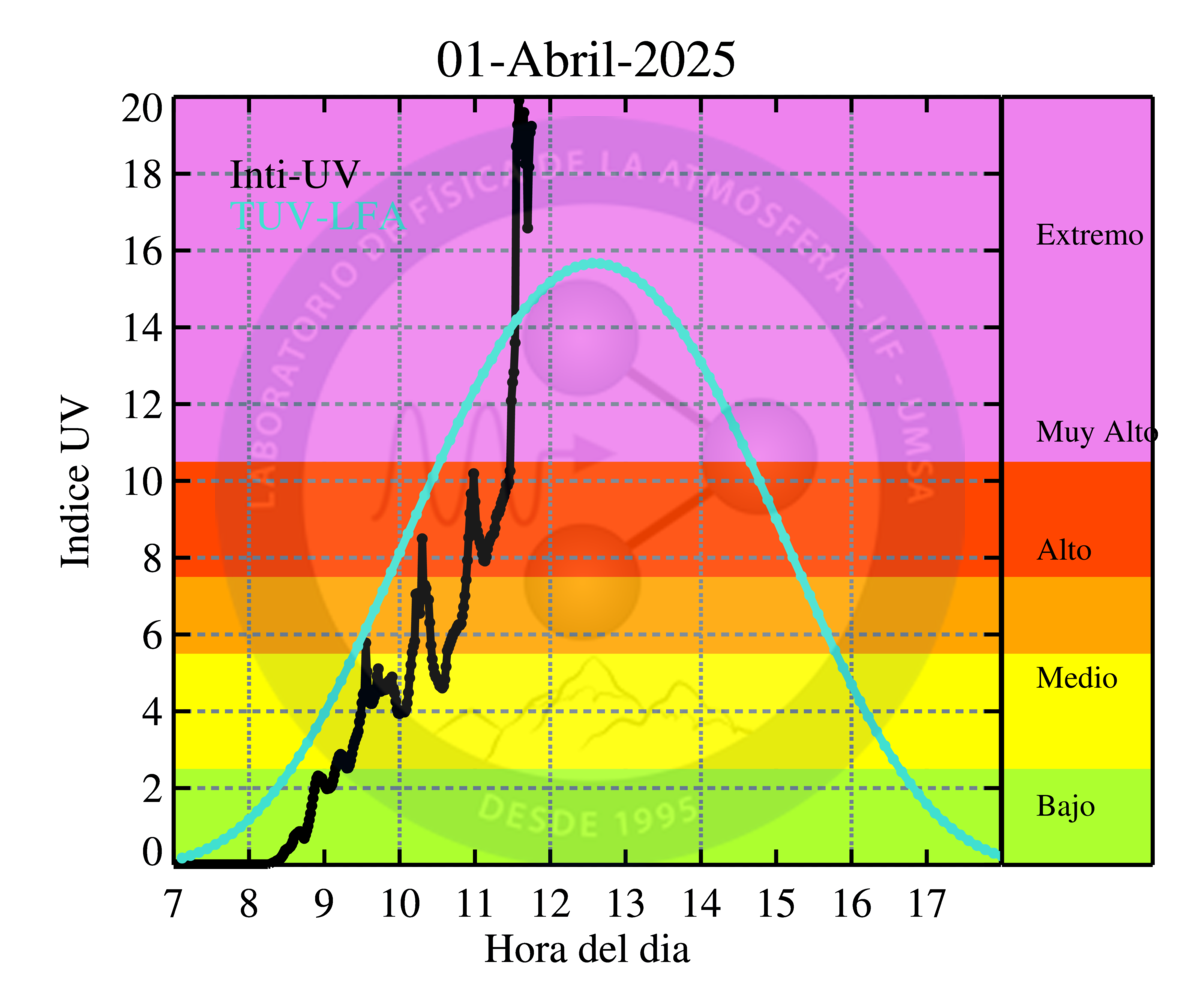 01-Abril-2025
Inti-UV
TUV-LFA
LABORATORIO DE FÍSICA DE LA ATMÓSFERA - IIF - UMSA
DESDE 1995
20
18
16
14
12
10
8
6
4
2
0
Indice UV
7 8 9 10 11 12 13 14 15 16 17
Hora del dia
Extremo
Muy Alto
Alto
Medio
Bajo